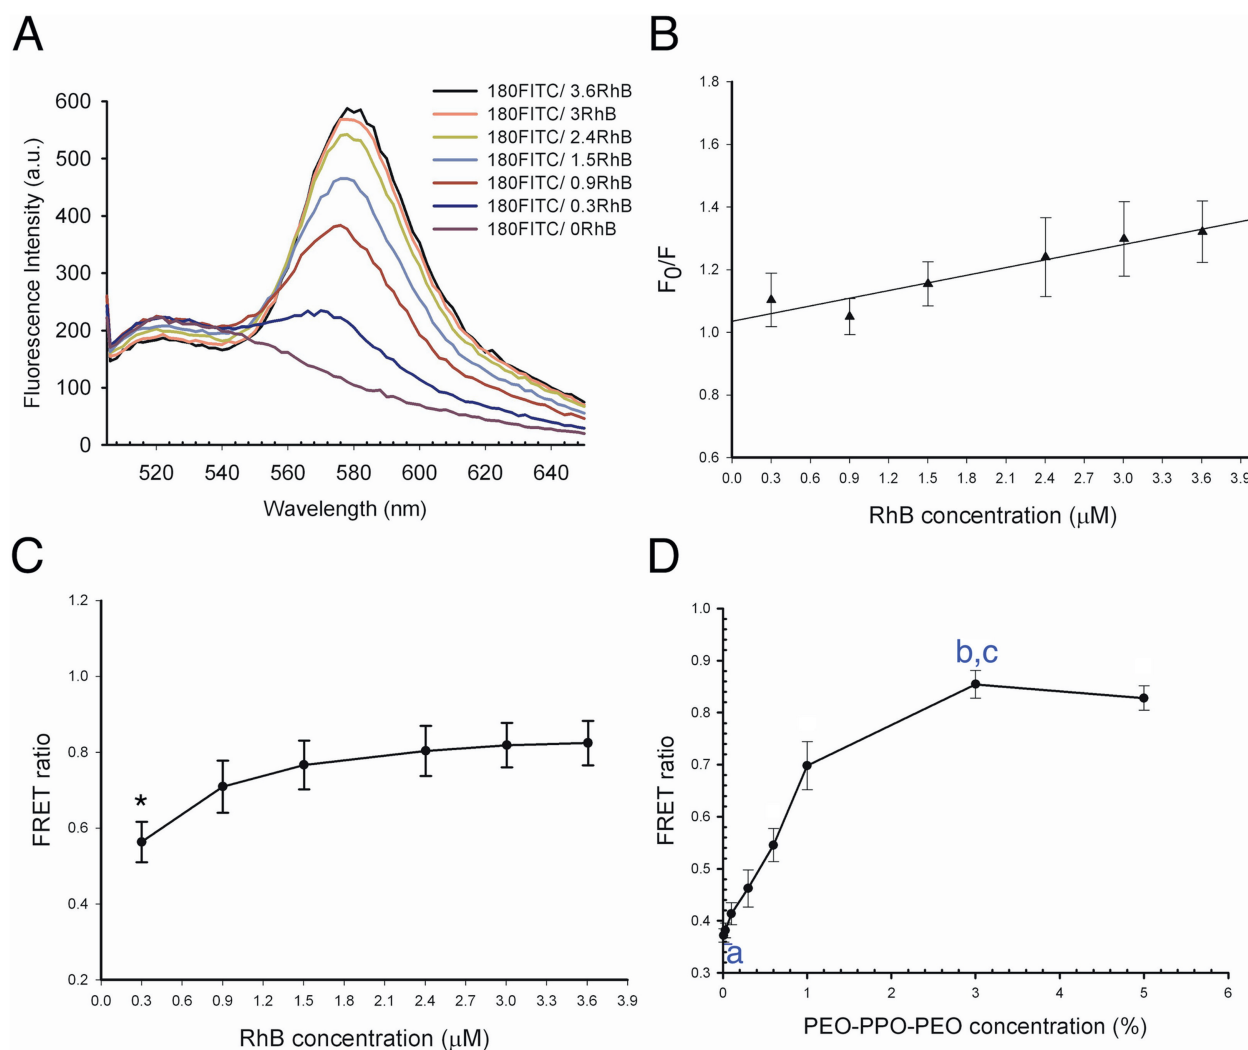 A
600
500
400
300
200
100
0
520
540
560
580
600
620
640
Fluorescence Intensity (a.u.)
Wavelength (nm)
180FITC/ 3.6RhB
180FITC/ 3RhB
180FITC/ 2.4RhB
180FITC/ 1.5RhB
180FITC/ 0.9RhB
180FITC/ 0.3RhB
180FITC/ 0RhB
B
1.8
1.6
1.4
1.2
1.0
0.8
0.6
F0/F
0.0 0.3 0.6 0.9 1.2 1.5 1.8 2.1 2.4 2.7 3.0 3.3 3.6 3.9
RhB concentration (μM)
C
1.2
1.0
0.8
0.6
0.4
0.2
FRET ratio
*
0.0 0.3 0.6 0.9 1.2 1.5 1.8 2.1 2.4 2.7 3.0 3.3 3.6 3.9
RhB concentration (μM)
D
1.0
0.9
0.8
0.7
0.6
0.5
0.4
0.3
FRET ratio
b,c
a
0 1 2 3 4 5 6
PEO-PPO-PEO concentration (%)